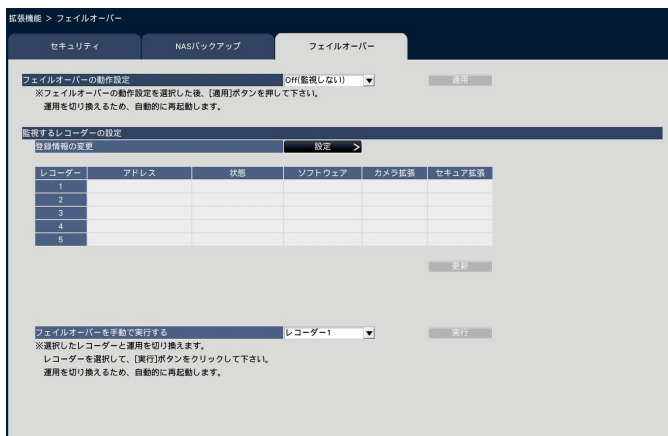 拡張機能 > フェイルオーバー
セキュリティ NASバックアップ フェイルオーバー
フェイルオーバーの動作設定 Off(監視しない) 適用
※フェイルオーバーの動作設定を選択した後、[適用]ボタンを押して下さい。
運用を切り換えるため、自動的に再起動します。
監視するレコーダーの設定
登録情報の変更 設定 >
レコーダー アドレス 状態 ソフトウェア カメラ拡張 セキュア拡張
1
2
3
4
5
更新
フェイルオーバーを手動で実行する レコーダー1 実行
※選択したレコーダーと運用を切り換えます。
レコーダーを選択して、[実行]ボタンをクリックして下さい。
運用を切り換えるため、自動的に再起動します。